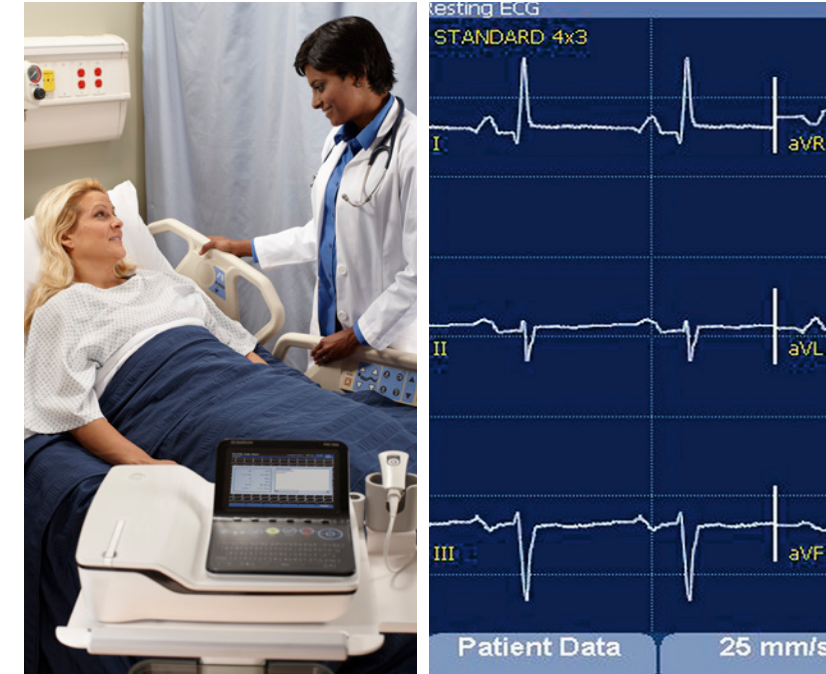 Resting ECG
STANDARD 4x3
I
aVR
II
aVL
III
aVF
Patient Data
25 mm/s